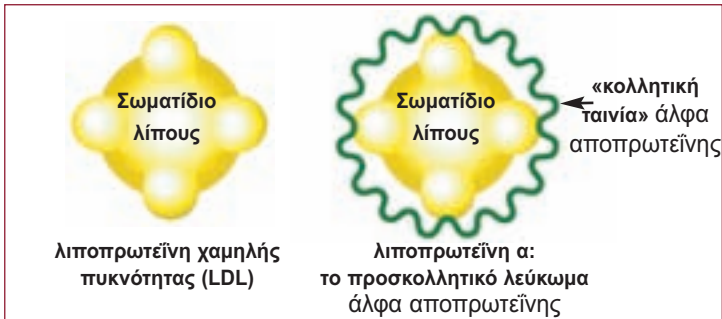 Σωματίδιο
λίπους
Σωματίδιο
λίπους
«κολλητική
ταινία» άλφα
αποπρωτεΐνης
λιποπρωτεΐνη χαμηλής
πυκνότητας (LDL)
λιποπρωτεΐνη α:
το προσκολλητικό λεύκωμα
άλφα αποπρωτεΐνης